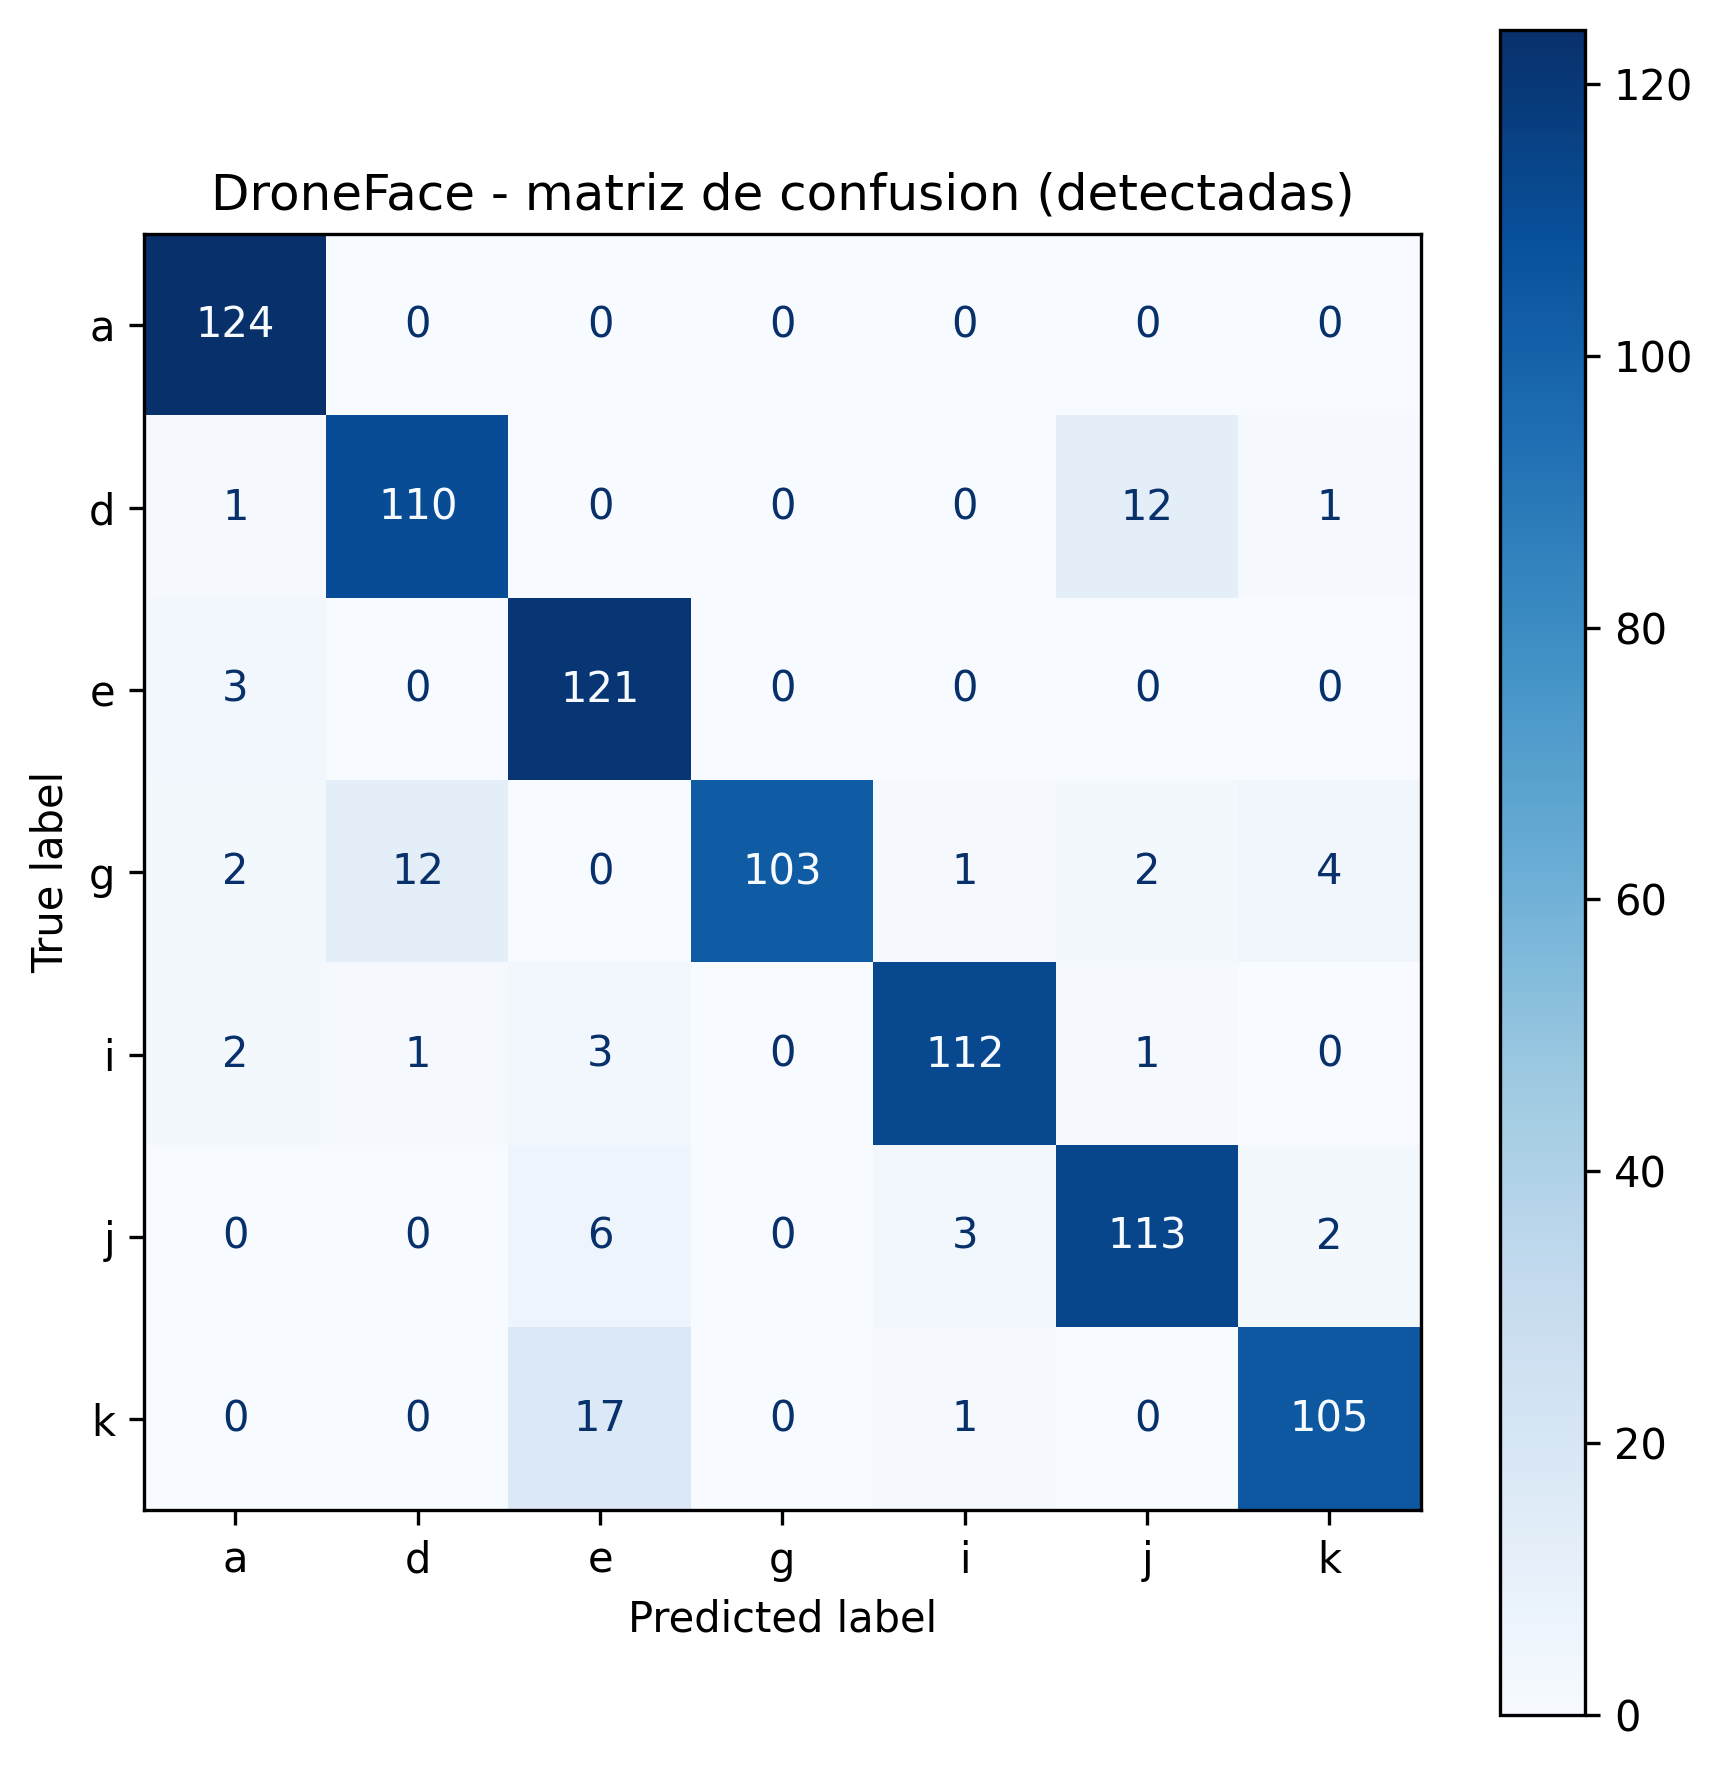 DroneFace - matriz de confusion (detectadas)
True label
a 124 0 0 0 0 0 0
d 1 110 0 0 0 12 1
e 3 0 121 0 0 0 0
g 2 12 0 103 1 2 4
i 2 1 3 0 112 1 0
j 0 0 6 0 3 113 2
k 0 0 17 0 1 0 105
a d e g i j k
Predicted label
120
100
80
60
40
20
0